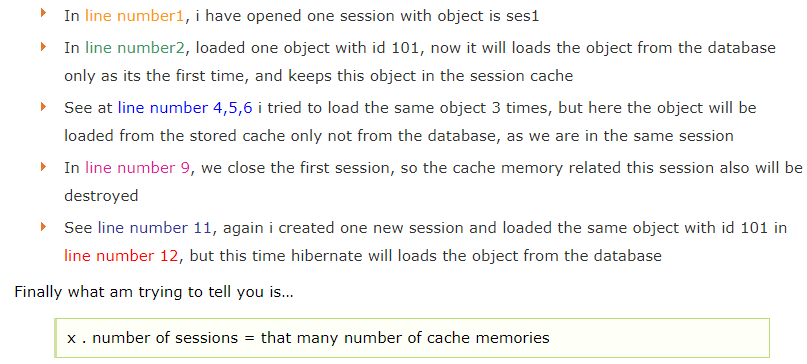 In line number1, i have opened one session with object is ses1
In line number2, loaded one object with id 101, now it will loads the object from the database
only as its the first time, and keeps this object in the session cache
See at line number 4,5,6 i tried to load the same object 3 times, but here the object will be
loaded from the stored cache only not from the database, as we are in the same session
In line number 9, we close the first session, so the cache memory related this session also will be
destroyed
See line number 11, again i created one new session and loaded the same object with id 101 in
line number 12, but this time hibernate will loads the object from the database
Finally what am trying to tell you is...
x . number of sessions = that many number of cache memories